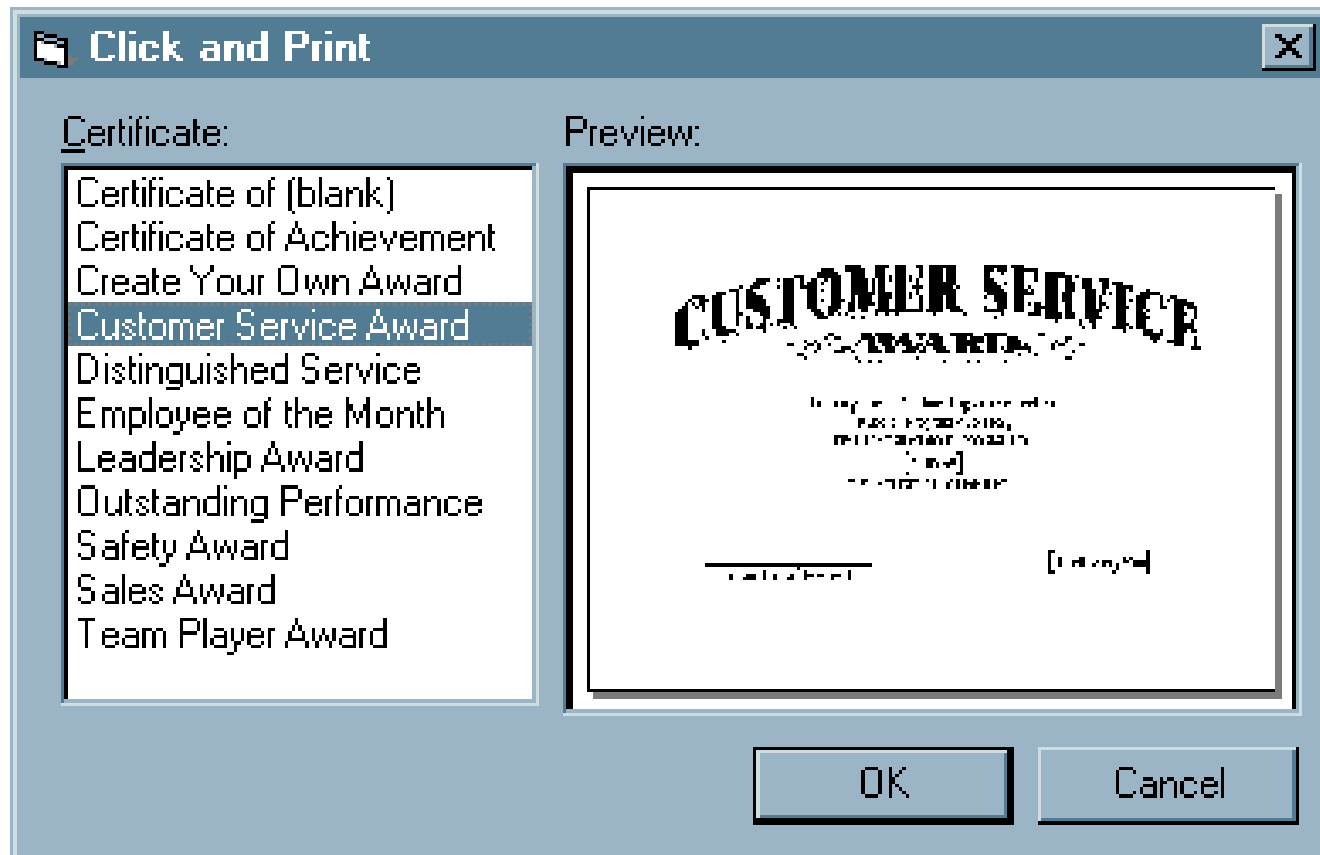 Click and Print
Certificate:
Certificate of (blank)
Certificate of Achievement
Create Your Own Award
Customer Service Award
Distinguished Service
Employee of the Month
Leadership Award
Outstanding Performance
Safety Award
Sales Award
Team Player Award
Preview:
CUSTOMER SERVICE
AWARD
OK
Cancel